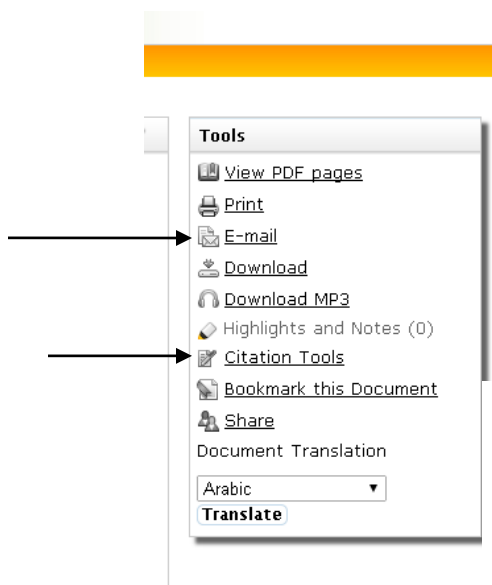 Tools
View PDF pages
Print
E-mail
Download
Download MP3
Highlights and Notes (0)
Citation Tools
Bookmark this Document
Share
Document Translation
Arabic
Translate